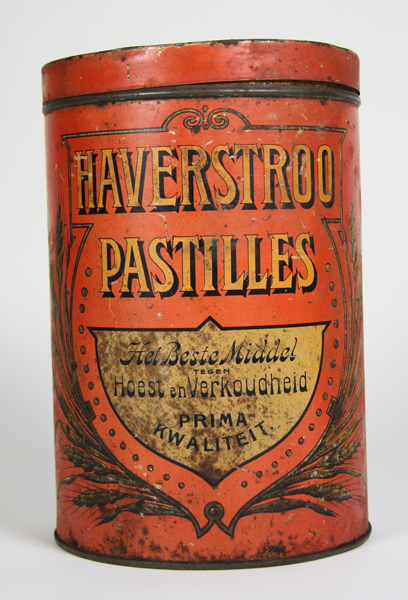 HAVERSTROO
PASTILLES
Het Beste Middel
TEGEN
Hoest en Verkoudheid
PRIMA
KWALITEIT.